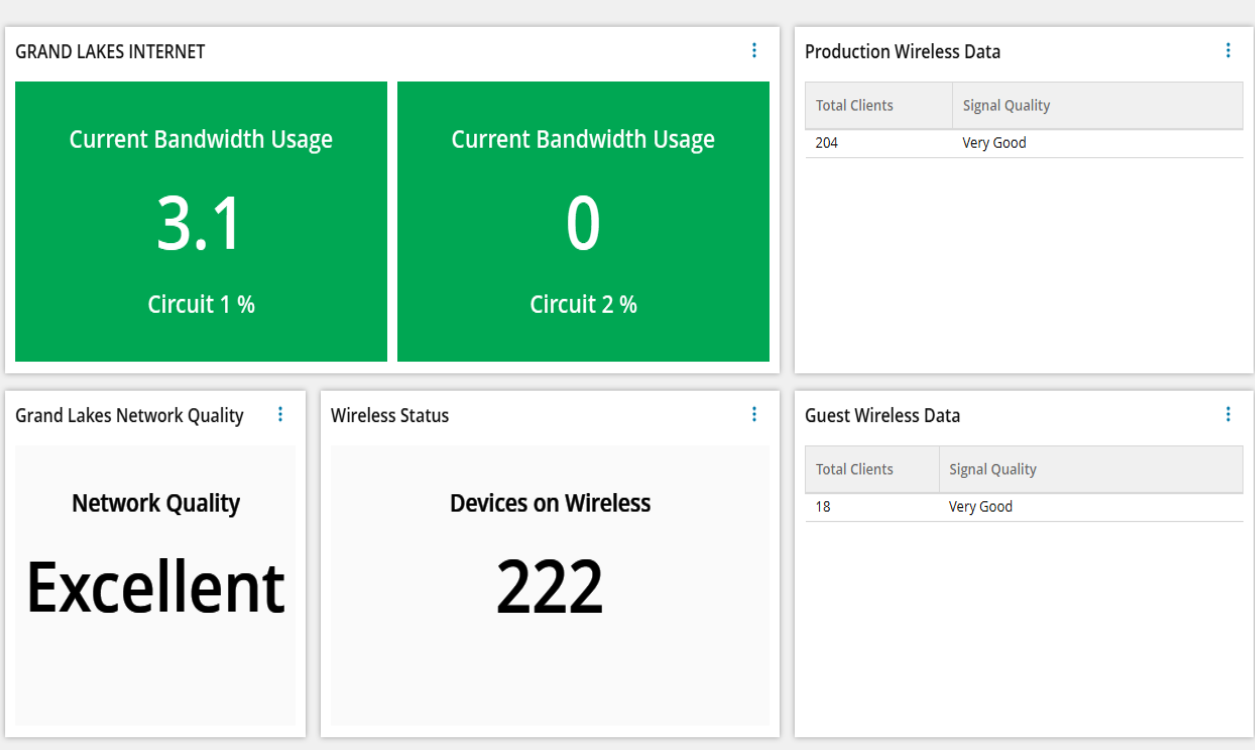 GRAND LAKES INTERNET
Current Bandwidth Usage
3.1
Circuit 1 %
Current Bandwidth Usage
0
Circuit 2 %
Production Wireless Data
Total Clients Signal Quality
204 Very Good
Grand Lakes Network Quality
Network Quality
Excellent
Wireless Status
Devices on Wireless
222
Guest Wireless Data
Total Clients Signal Quality
18 Very Good